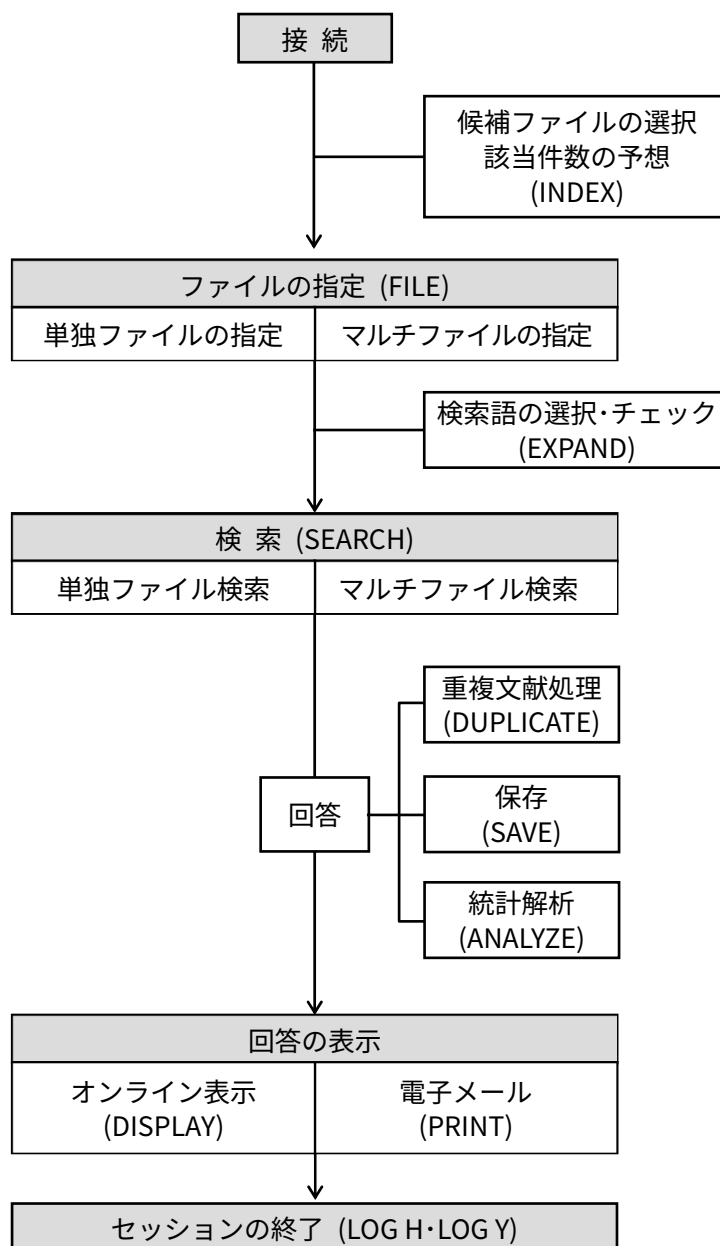 接 続
候補ファイルの選択
該当件数の予想
(INDEX)
ファイルの指定 (FILE)
単独ファイルの指定
マルチファイルの指定
検索語の選択･チェック
(EXPAND)
検 索 (SEARCH)
単独ファイル検索
マルチファイル検索
重複文献処理
(DUPLICATE)
回答
保存
(SAVE)
統計解析
(ANALYZE)
回答の表示
オンライン表示
(DISPLAY)
電子メール
(PRINT)
セッションの終了 (LOG H･LOG Y)